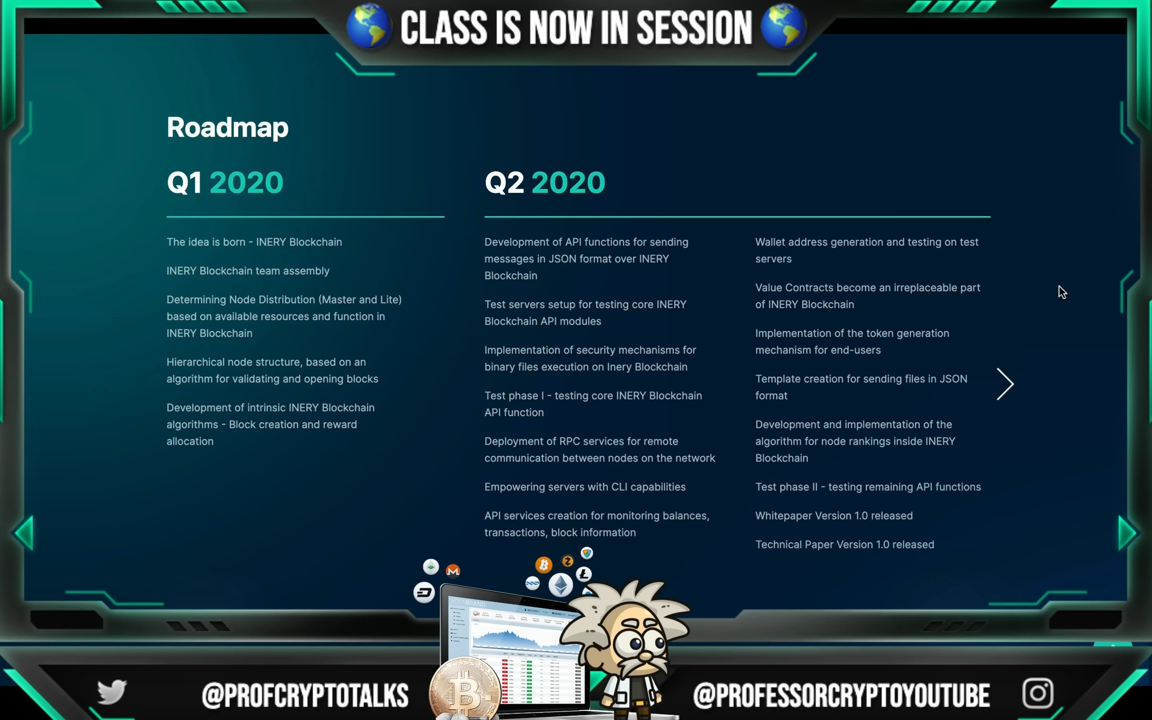 CLASS IS NOW IN SESSION
Roadmap
Q1 2020
The idea is born - INERY Blockchain
INERY Blockchain team assembly
Determining Node Distribution (Master and Lite)
based on available resources and function in
INERY Blockchain
Hierarchical node structure, based on an
algorithm for validating and opening blocks
Development of intrinsic INERY Blockchain
algorithms - Block creation and reward
allocation
Q2 2020
Development of API functions for sending
messages in JSON format over INERY
Blockchain
Test servers setup for testing core INERY
Blockchain API modules
Implementation of security mechanisms for
binary files execution on Inery Blockchain
Test phase I - testing core INERY Blockchain
API function
Deployment of RPC services for remote
communication between nodes on the network
Empowering servers with CLI capabilities
API services creation for monitoring balances,
transactions, block information
Wallet address generation and testing on test
servers
Value Contracts become an irreplaceable part
of INERY Blockchain
Implementation of the token generation
mechanism for end-users
Template creation for sending files in JSON
format
Development and implementation of the
algorithm for node rankings inside INERY
Blockchain
Test phase II - testing remaining API functions
Whitepaper Version 1.0 released
Technical Paper Version 1.0 released
@PROFCRYPTOTALKS
@PROFESSORCRYPTOYOUTUBE